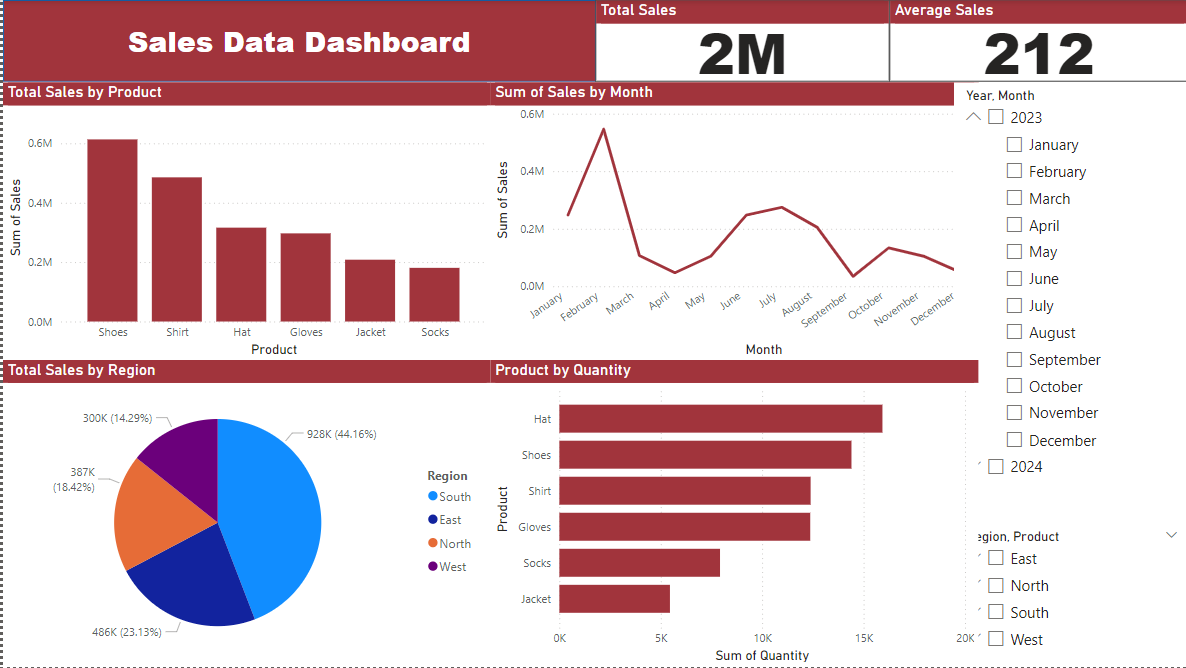 Sales Data Dashboard
Total Sales
2M
Average Sales
212
Total Sales by Product
Sum of Sales
0.6M
0.4M
0.2M
0.0M
Shoes Shirt Hat Gloves Jacket Socks
Product
Sum of Sales by Month
Sum of Sales
0.6M
0.4M
0.2M
0.0M
January February March April May June July August September October November December
Month
Year, Month
2023
January
February
March
April
May
June
July
August
September
October
November
December
2024
Total Sales by Region
300K (14.29%)
928K (44.16%)
387K
(18.42%)
486K (23.13%)
Region
South
East
North
West
Product by Quantity
Product
Hat
Shoes
Shirt
Gloves
Socks
Jacket
0K 5K 10K 15K 20K
Sum of Quantity
egion, Product
East
North
South
West